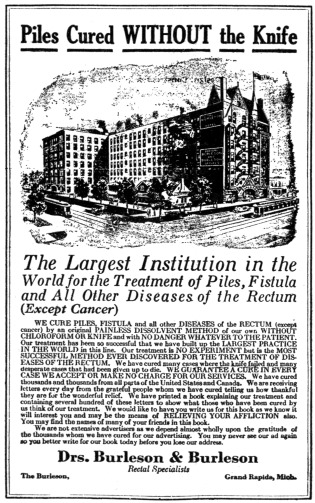 Piles Cured WITHOUT the Knife
The Largest Institution in the
World for the Treatment of Piles, Fistula
and All Other Diseases of the Rectum
(Except Cancer)
WE CURE PILES, FISTULA and all other DISEASES of the RECTUM (except
cancer) by an original PAINLESS DISSOLVENT METHOD of our own WITHOUT
CHLOROFORM OR KNIFE and with NO DANGER WHATEVER TO THE PATIENT.
Our treatment has been so successful that we have built up the LARGEST PRACTICE
IN THE WORLD in this line. Our treatment is NO EXPERIMENT but is the MOST
SUCCESSFUL METHOD EVER DISCOVERED FOR THE TREATMENT OF DIS-
EASES OF THE RECTUM. We have cured many cases where the knife failed and many
desperate cases that had been given up to die. WE GUARANTEE A CURE IN EVERY
CASE WE ACCEPT OR MAKE NO CHARGE FOR OUR SERVICES. We have cured
thousands and thousands from all parts of the United States and Canada. We are receiving
letters every day from the grateful people whom we have cured telling us how thankful
they are for the wonderful relief. We have printed a book explaining our treatment and
containing several hundred of these letters to show what those who have been cured by
us think of our treatment. We would like to have you write us for this book as we know it
will interest you and may be the means of RELIEVING YOUR AFFLICTION also.
You may find the names of many of your friends in this book.
We are not extensive advertisers as we depend almost wholly upon the gratitude of
the thousands whom we have cured for our advertising. You may never see our ad again
so you better write for our book today before you lose our address.
Drs. Burleson & Burleson
Rectal Specialists
The Burleson, Grand Rapids, Mich.